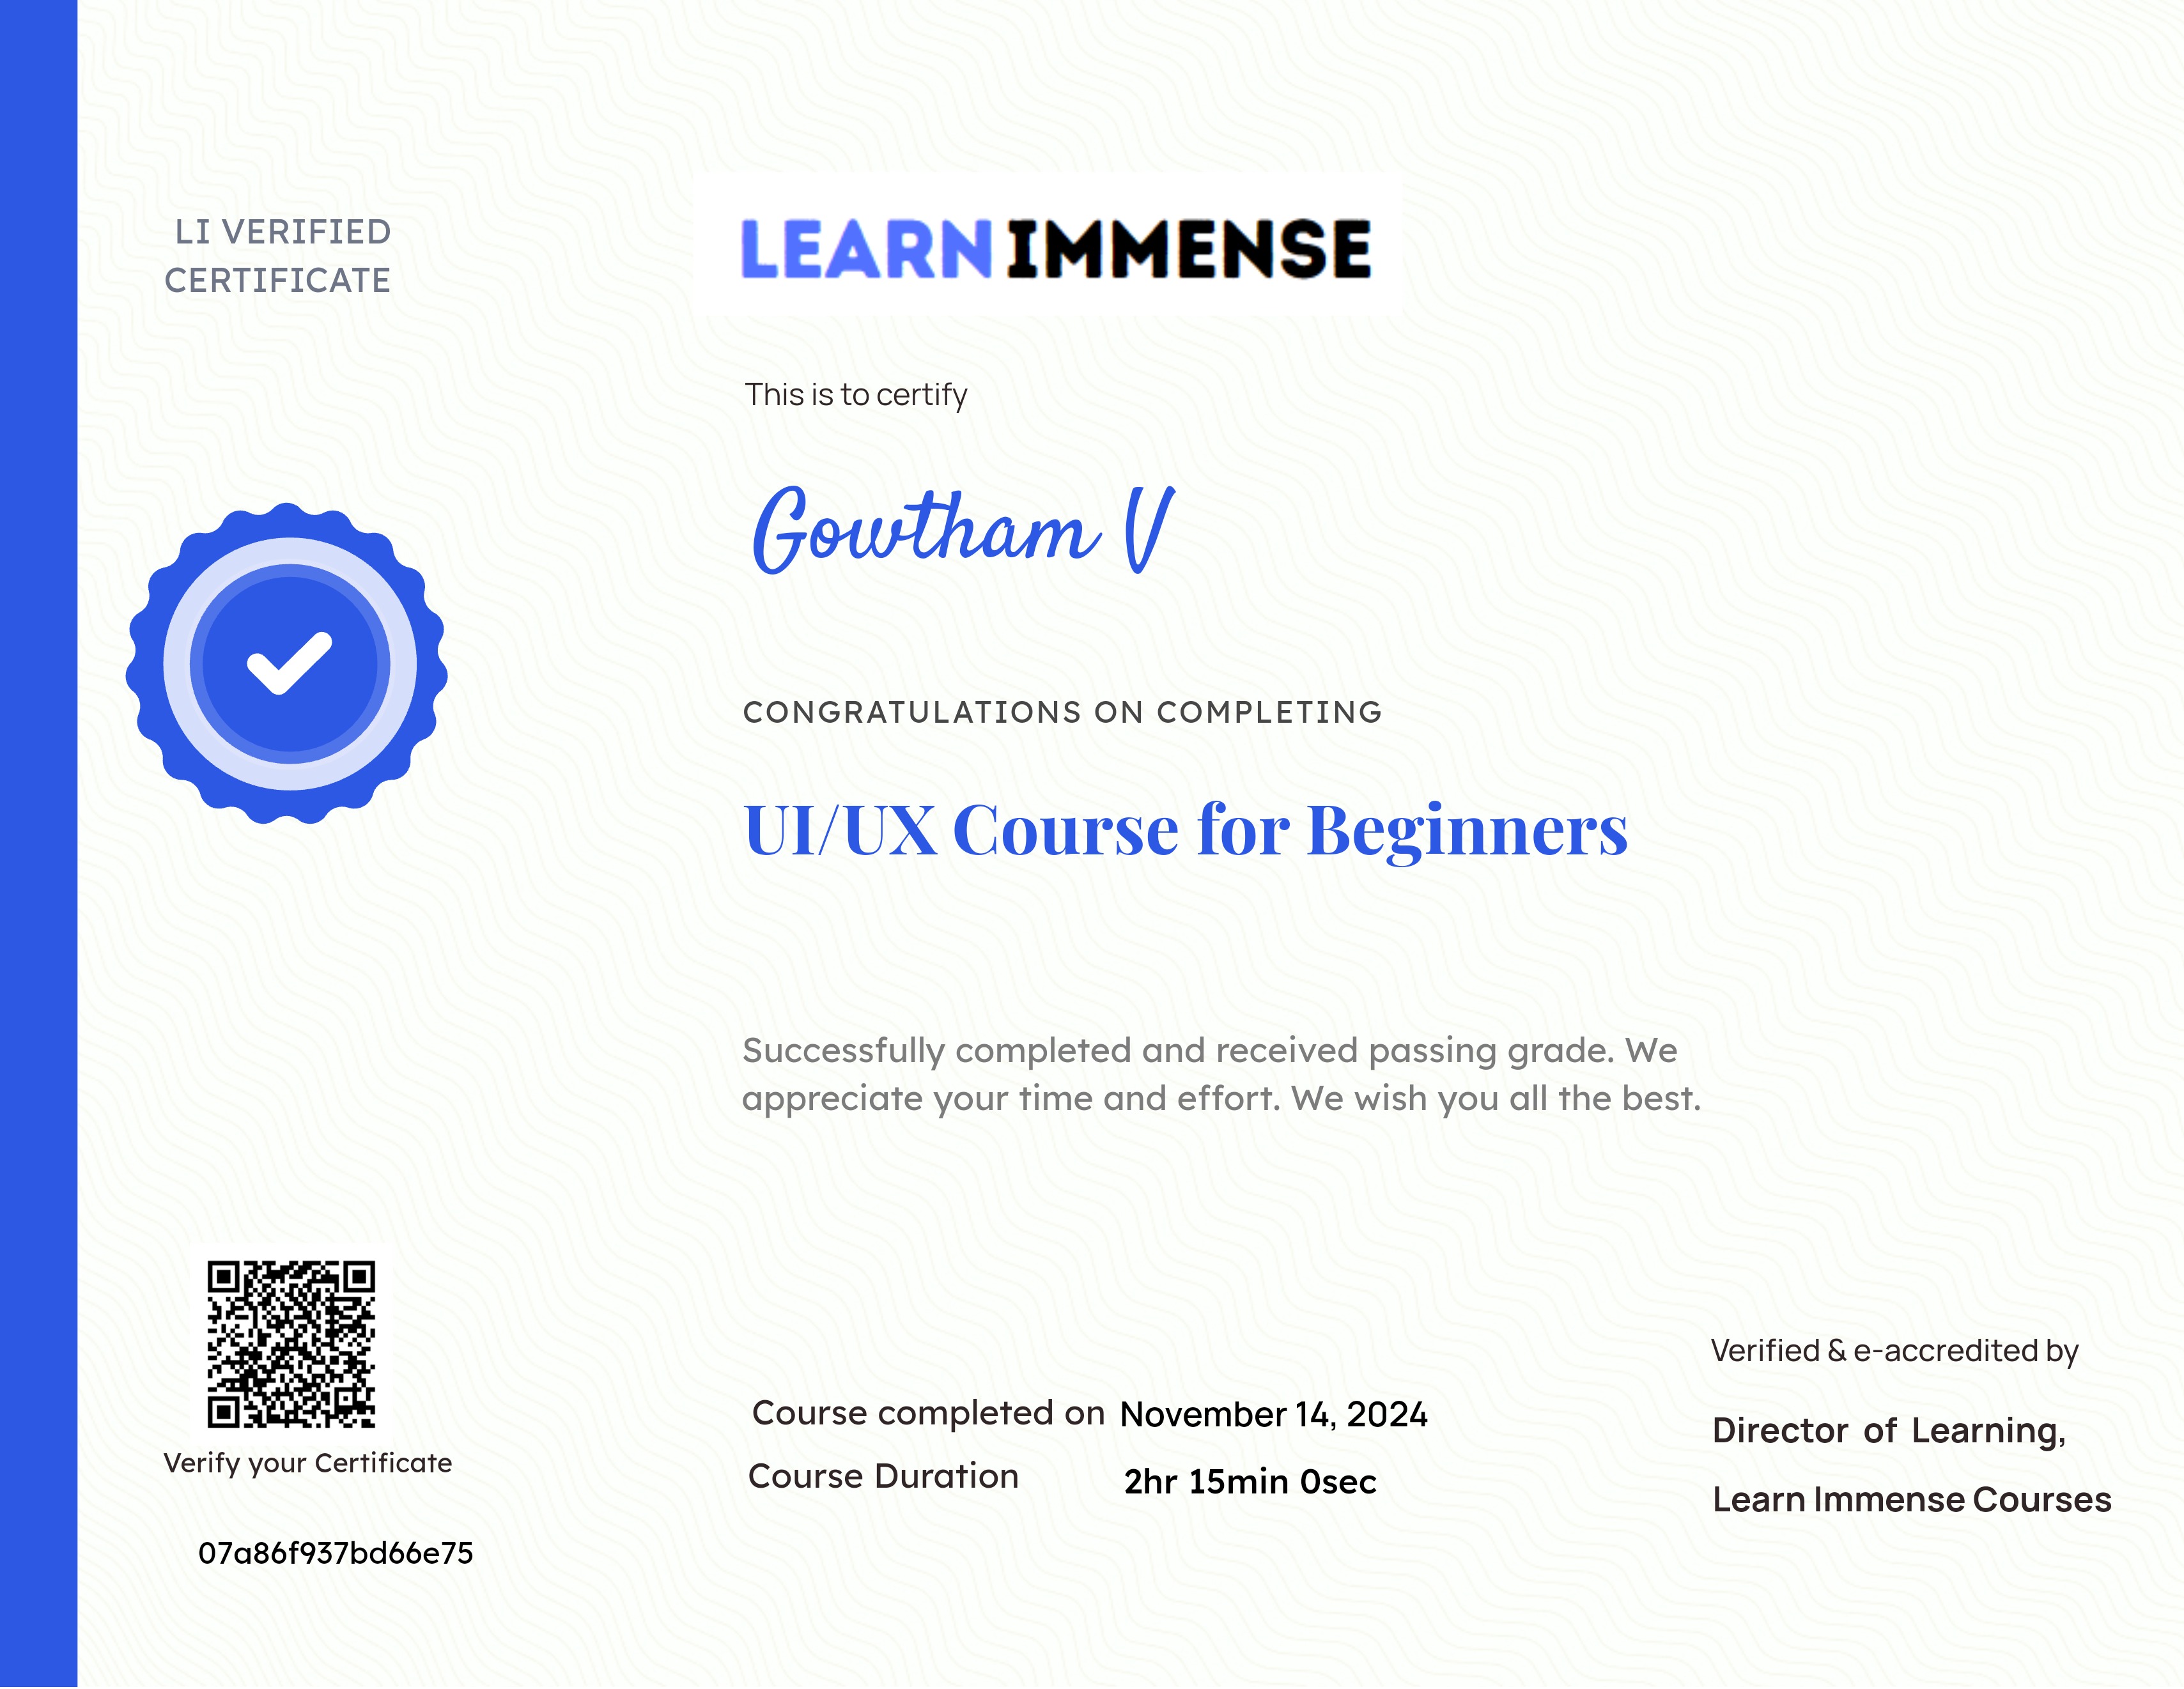 LI VERIFIED
CERTIFICATE
LEARN IMMENSE
This is to certify
Gowtham V
CONGRATULATIONS ON COMPLETING
UI/UX Course for Beginners
Successfully completed and received passing grade. We
appreciate your time and effort. We wish you all the best.
Verify your Certificate
07a86f937bd66e75
Course completed on November 14, 2024
Course Duration 2hr 15min 0sec
Verified & e-accredited by
Director of Learning,
Learn Immense Courses